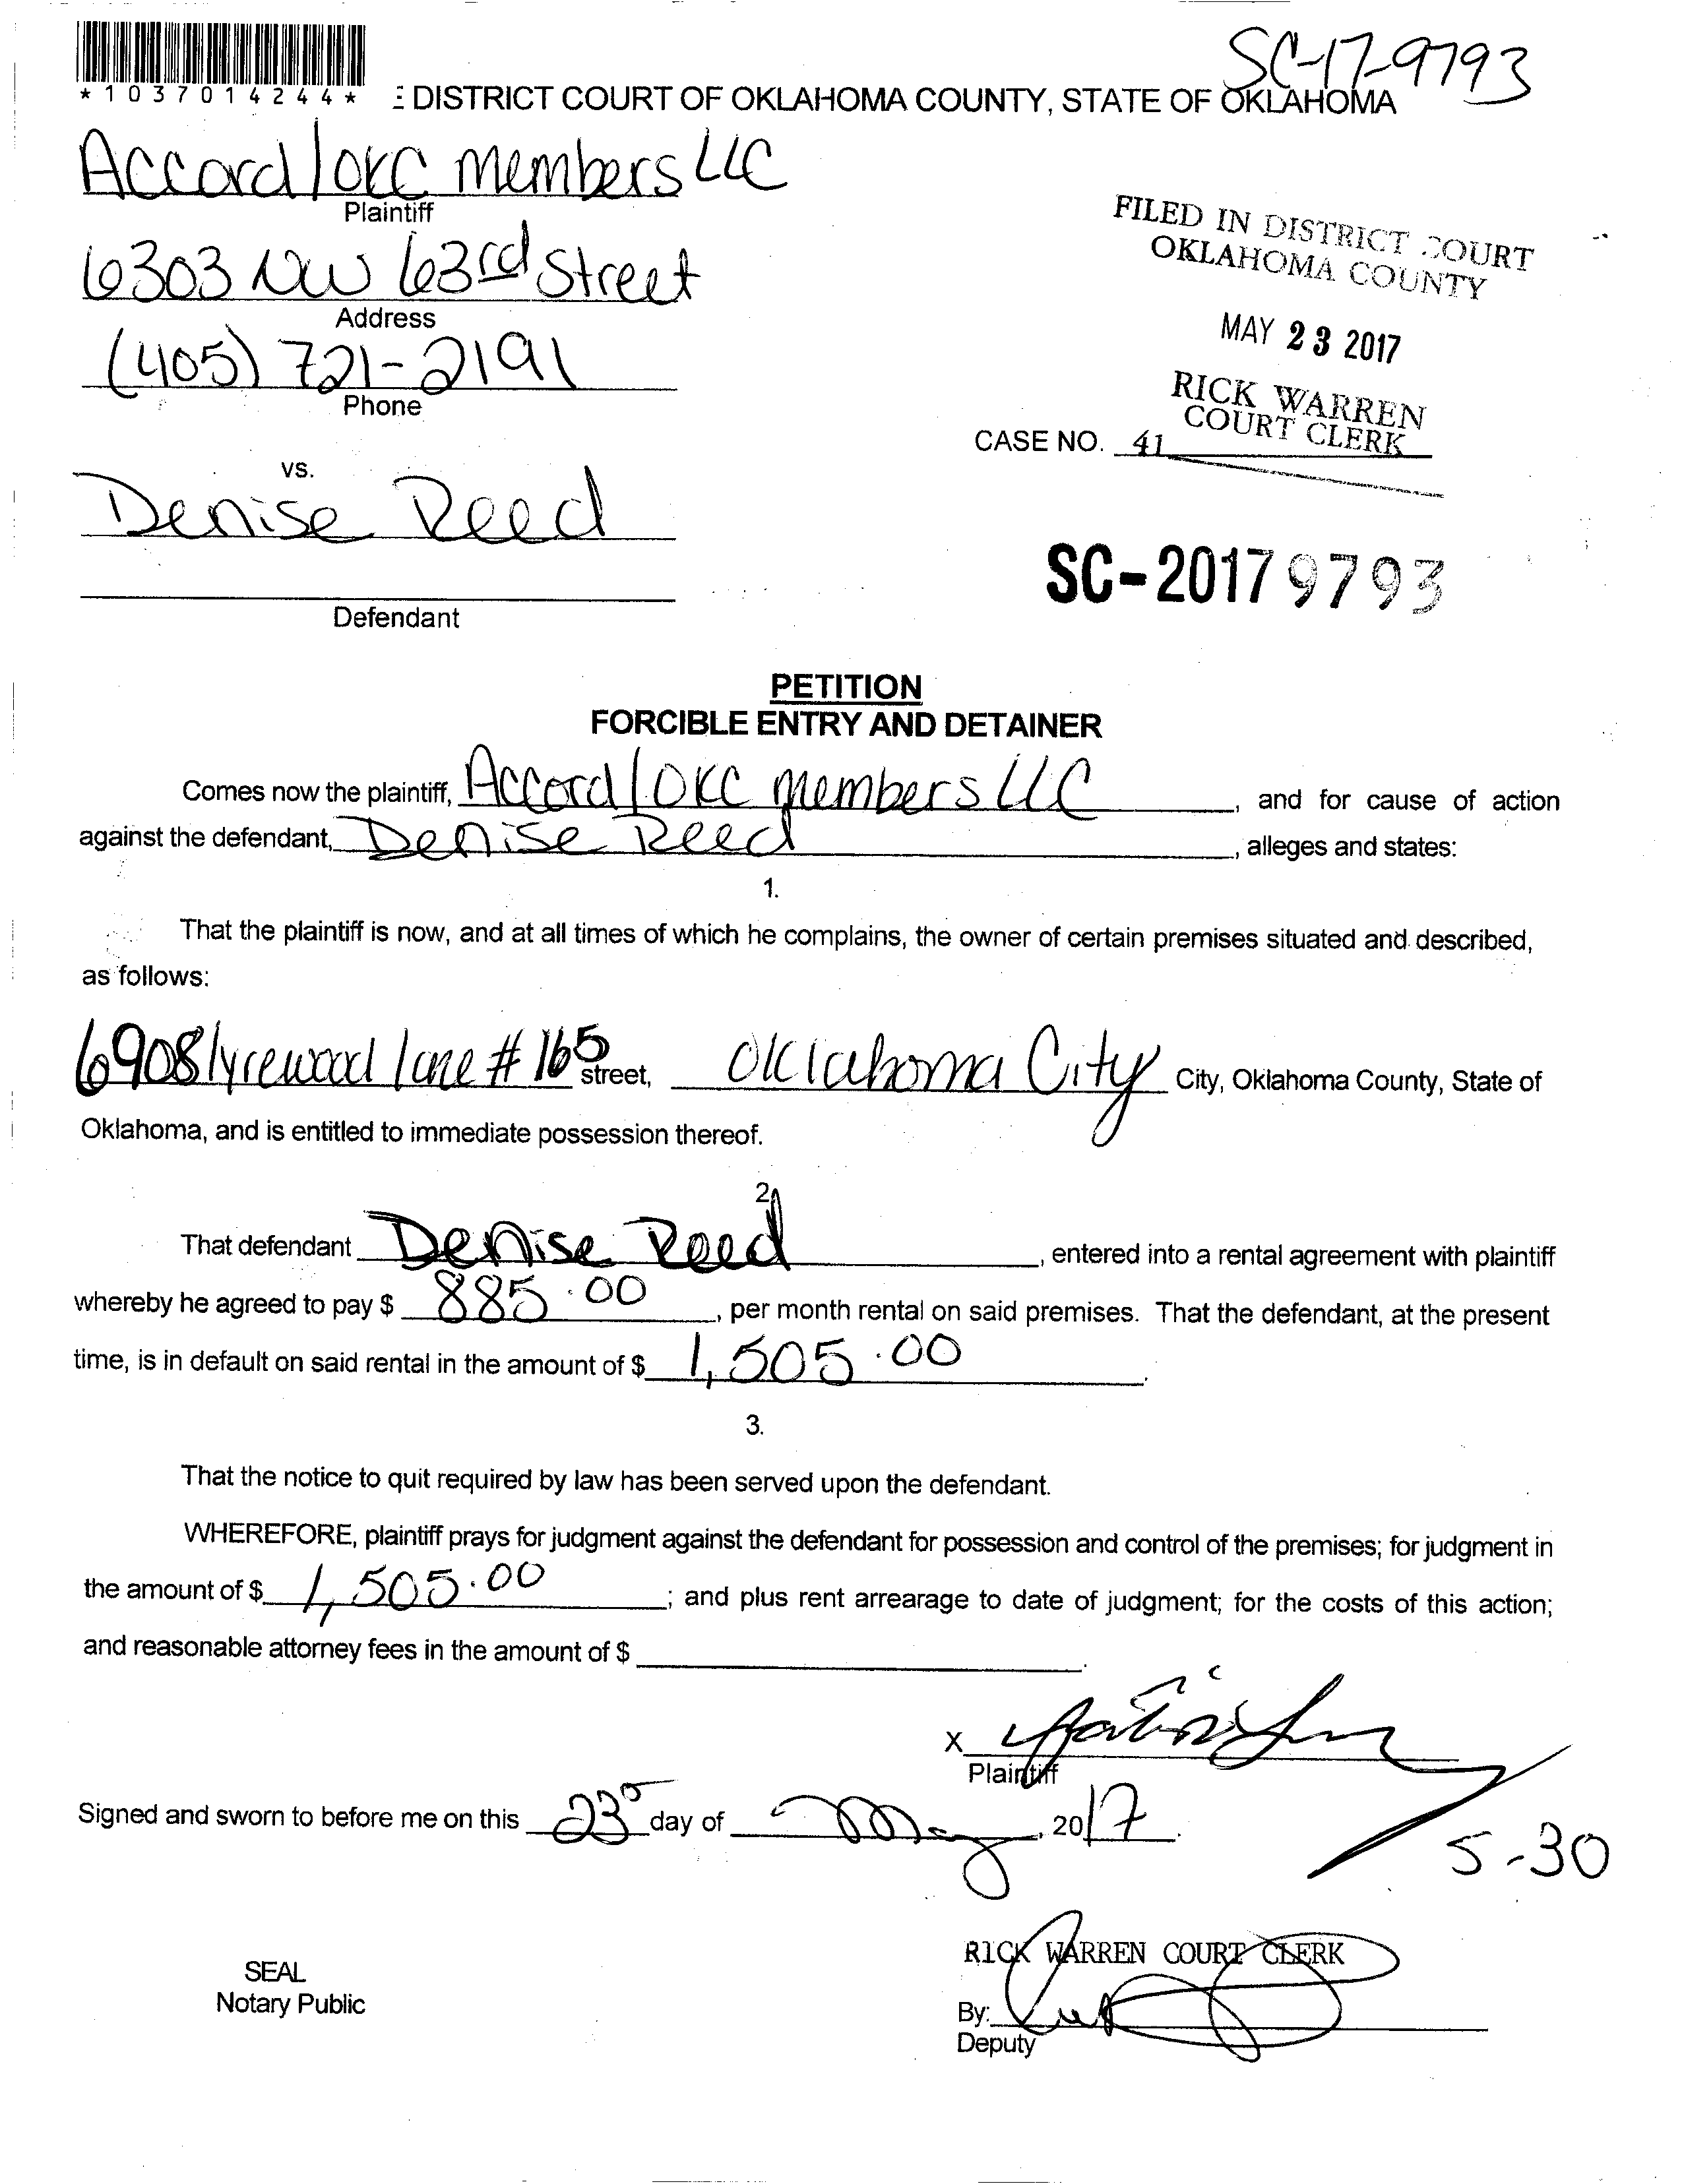 SC-17-9793
*1037014244*
E DISTRICT COURT OF OKLAHOMA COUNTY, STATE OF OKLAHOMA
Accord/OKC members LLC
Plaintiff
6303 NW 63rd Street
Address
(405) 721-2191
Phone
FILED IN DISTRICT COURT
OKLAHOMA COUNTY
MAY 23 2017
RICK WARREN
COURT CLERK
CASE NO. 41
vs.
Denise Reed
Defendant
SC-2017 9793
PETITION
FORCIBLE ENTRY AND DETAINER
Comes now the plaintiff, Accord/OKC members LLC, and for cause of action
against the defendant, Denise Reed, alleges and states:
1.
That the plaintiff is now, and at all times of which he complains, the owner of certain premises situated and described,
as follows:
6908 lyrewood lane # 165 street, Oklahoma City City, Oklahoma County, State of
Oklahoma, and is entitled to immediate possession thereof.
2.
That defendant Denise Reed, entered into a rental agreement with plaintiff
whereby he agreed to pay $ 885.00, per month rental on said premises. That the defendant, at the present
time, is in default on said rental in the amount of $ 1,505.00.
3.
That the notice to quit required by law has been served upon the defendant.
WHEREFORE, plaintiff prays for judgment against the defendant for possession and control of the premises; for judgment in
the amount of $ 1,505.00; and plus rent arrearage to date of judgment; for the costs of this action;
and reasonable attorney fees in the amount of $ .
X
Plaintiff
Signed and sworn to before me on this 23 day of May, 2017.
5-30
RICK WARREN COURT CLERK
SEAL
Notary Public
By:
Deputy